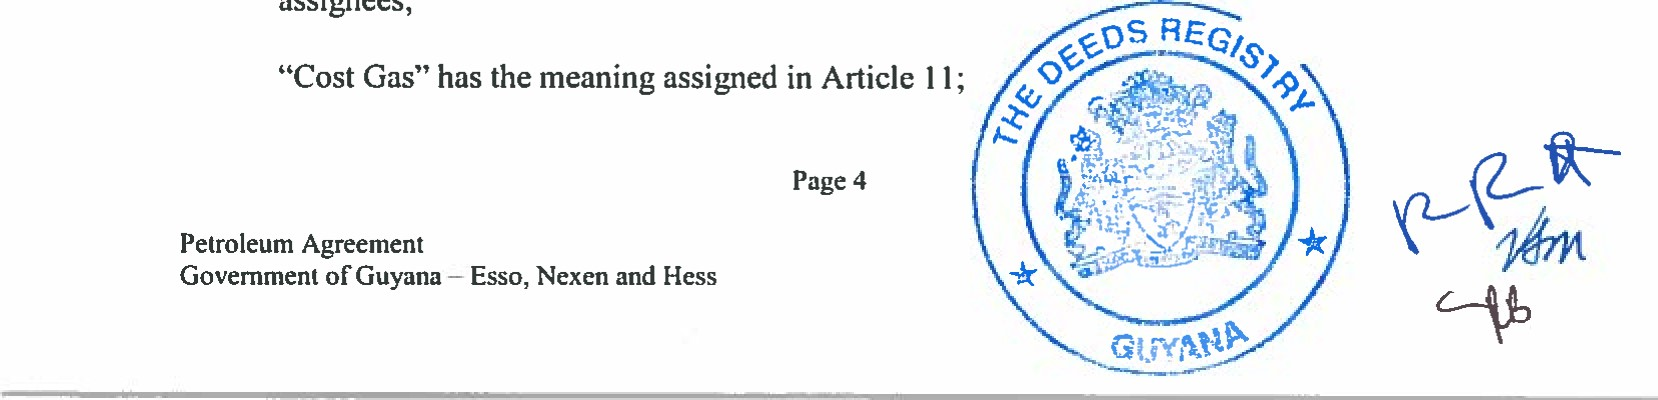 assignees;
“Cost Gas” has the meaning assigned in Article 11;
THE DEEDS REGISTRY
GUYANA
Page 4
Petroleum Agreement
Government of Guyana – Esso, Nexen and Hess